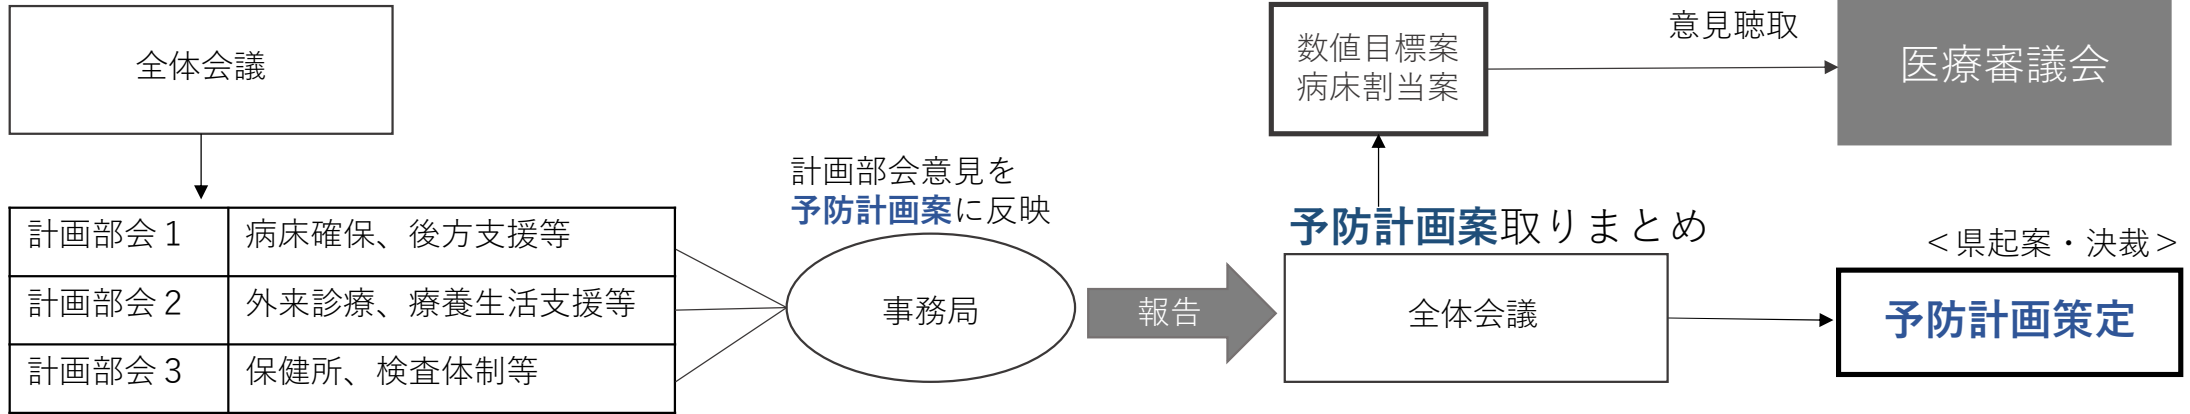 全体会議
計画部会1 病床確保、後方支援等
計画部会2 外来診療、療養生活支援等
計画部会3 保健所、検査体制等
計画部会意見を
予防計画案に反映
事務局
報告
数値目標案
病床割当案
意見聴取
医療審議会
予防計画案取りまとめ
全体会議
＜県起案・決裁＞
予防計画策定